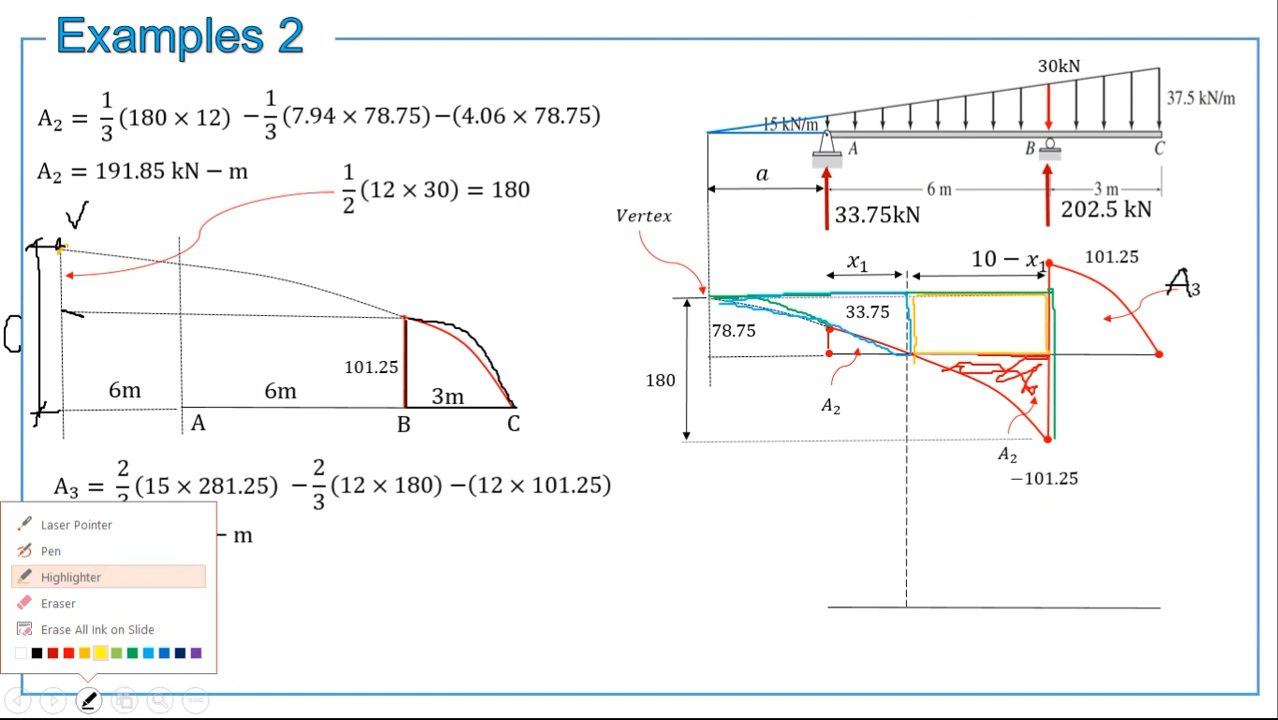 Examples 2
A₂ = 1/3 (180 × 12) − 1/3 (7.94 × 78.75) − (4.06 × 78.75)
A₂ = 191.85 kN − m
1/2 (12 × 30) = 180
V
101.25
6m
6m
3m
A
B
C
A₃ = 2/3 (15 × 281.25) − 2/3 (12 × 180) − (12 × 101.25)
− m
Laser Pointer
Pen
Highlighter
Eraser
Erase All Ink on Slide
30kN
37.5 kN/m
15 kN/m
A
B
C
a
6 m
3 m
33.75kN
202.5 kN
Vertex
x₁
10 − x₁
101.25
A₃
33.75
78.75
180
A₂
A₂
−101.25